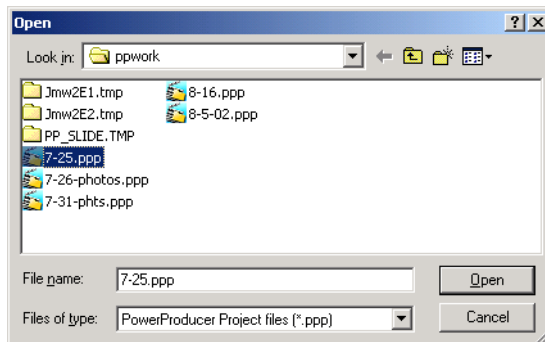 Open
Look in: ppwork
Jmw2E1.tmp
Jmw2E2.tmp
PP_SLIDE.TMP
7-25.ppp
7-26-photos.ppp
7-31-phts.ppp
8-16.ppp
8-5-02.ppp
File name: 7-25.ppp Open
Files of type: PowerProducer Project files (*.ppp) Cancel